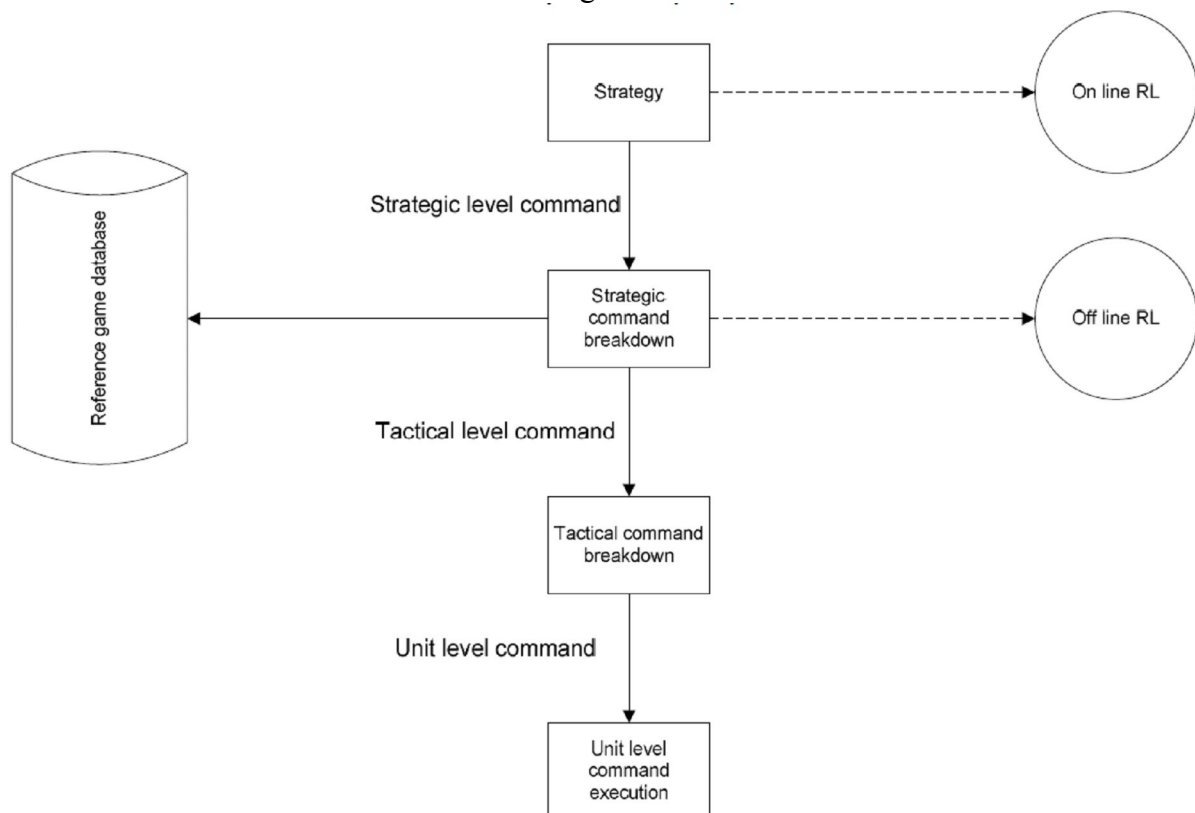 Strategy
On line RL
Strategic level command
Reference game database
Strategic
command
breakdown
Off line RL
Tactical level command
Tactical command
breakdown
Unit level command
Unit level
command
execution